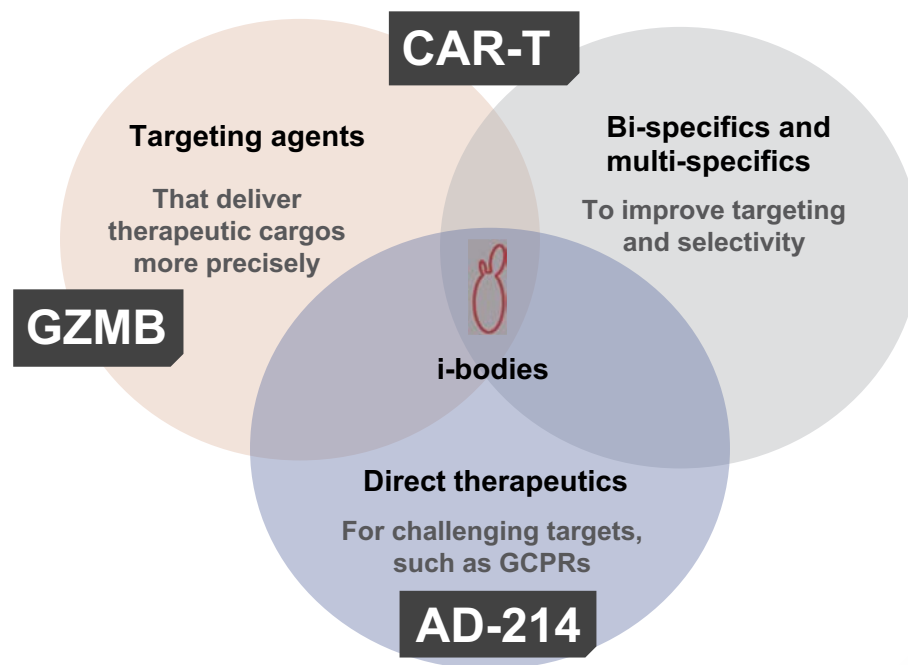 CAR-T
Targeting agents
That deliver
therapeutic cargos
more precisely
Bi-specifics and
multi-specifics
To improve targeting
and selectivity
GZMB
i-bodies
Direct therapeutics
For challenging targets,
such as GCPRs
AD-214